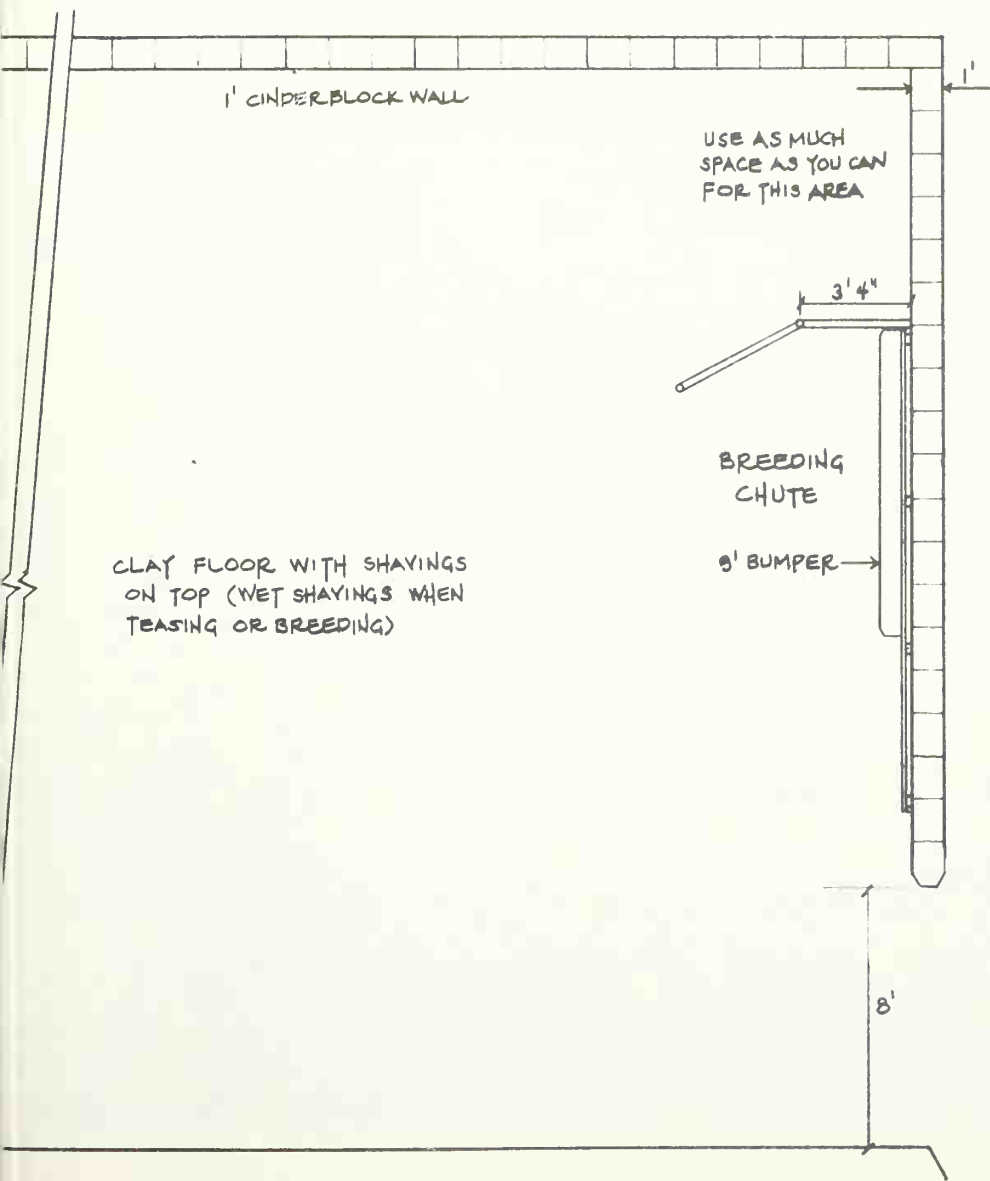 1' CINDERBLOCK WALL
1'
USE AS MUCH
SPACE AS YOU CAN
FOR THIS AREA
3' 4"
BREEDING
CHUTE
9' BUMPER
CLAY FLOOR WITH SHAVINGS
ON TOP (WET SHAVINGS WHEN
TEASING OR BREEDING)
8'